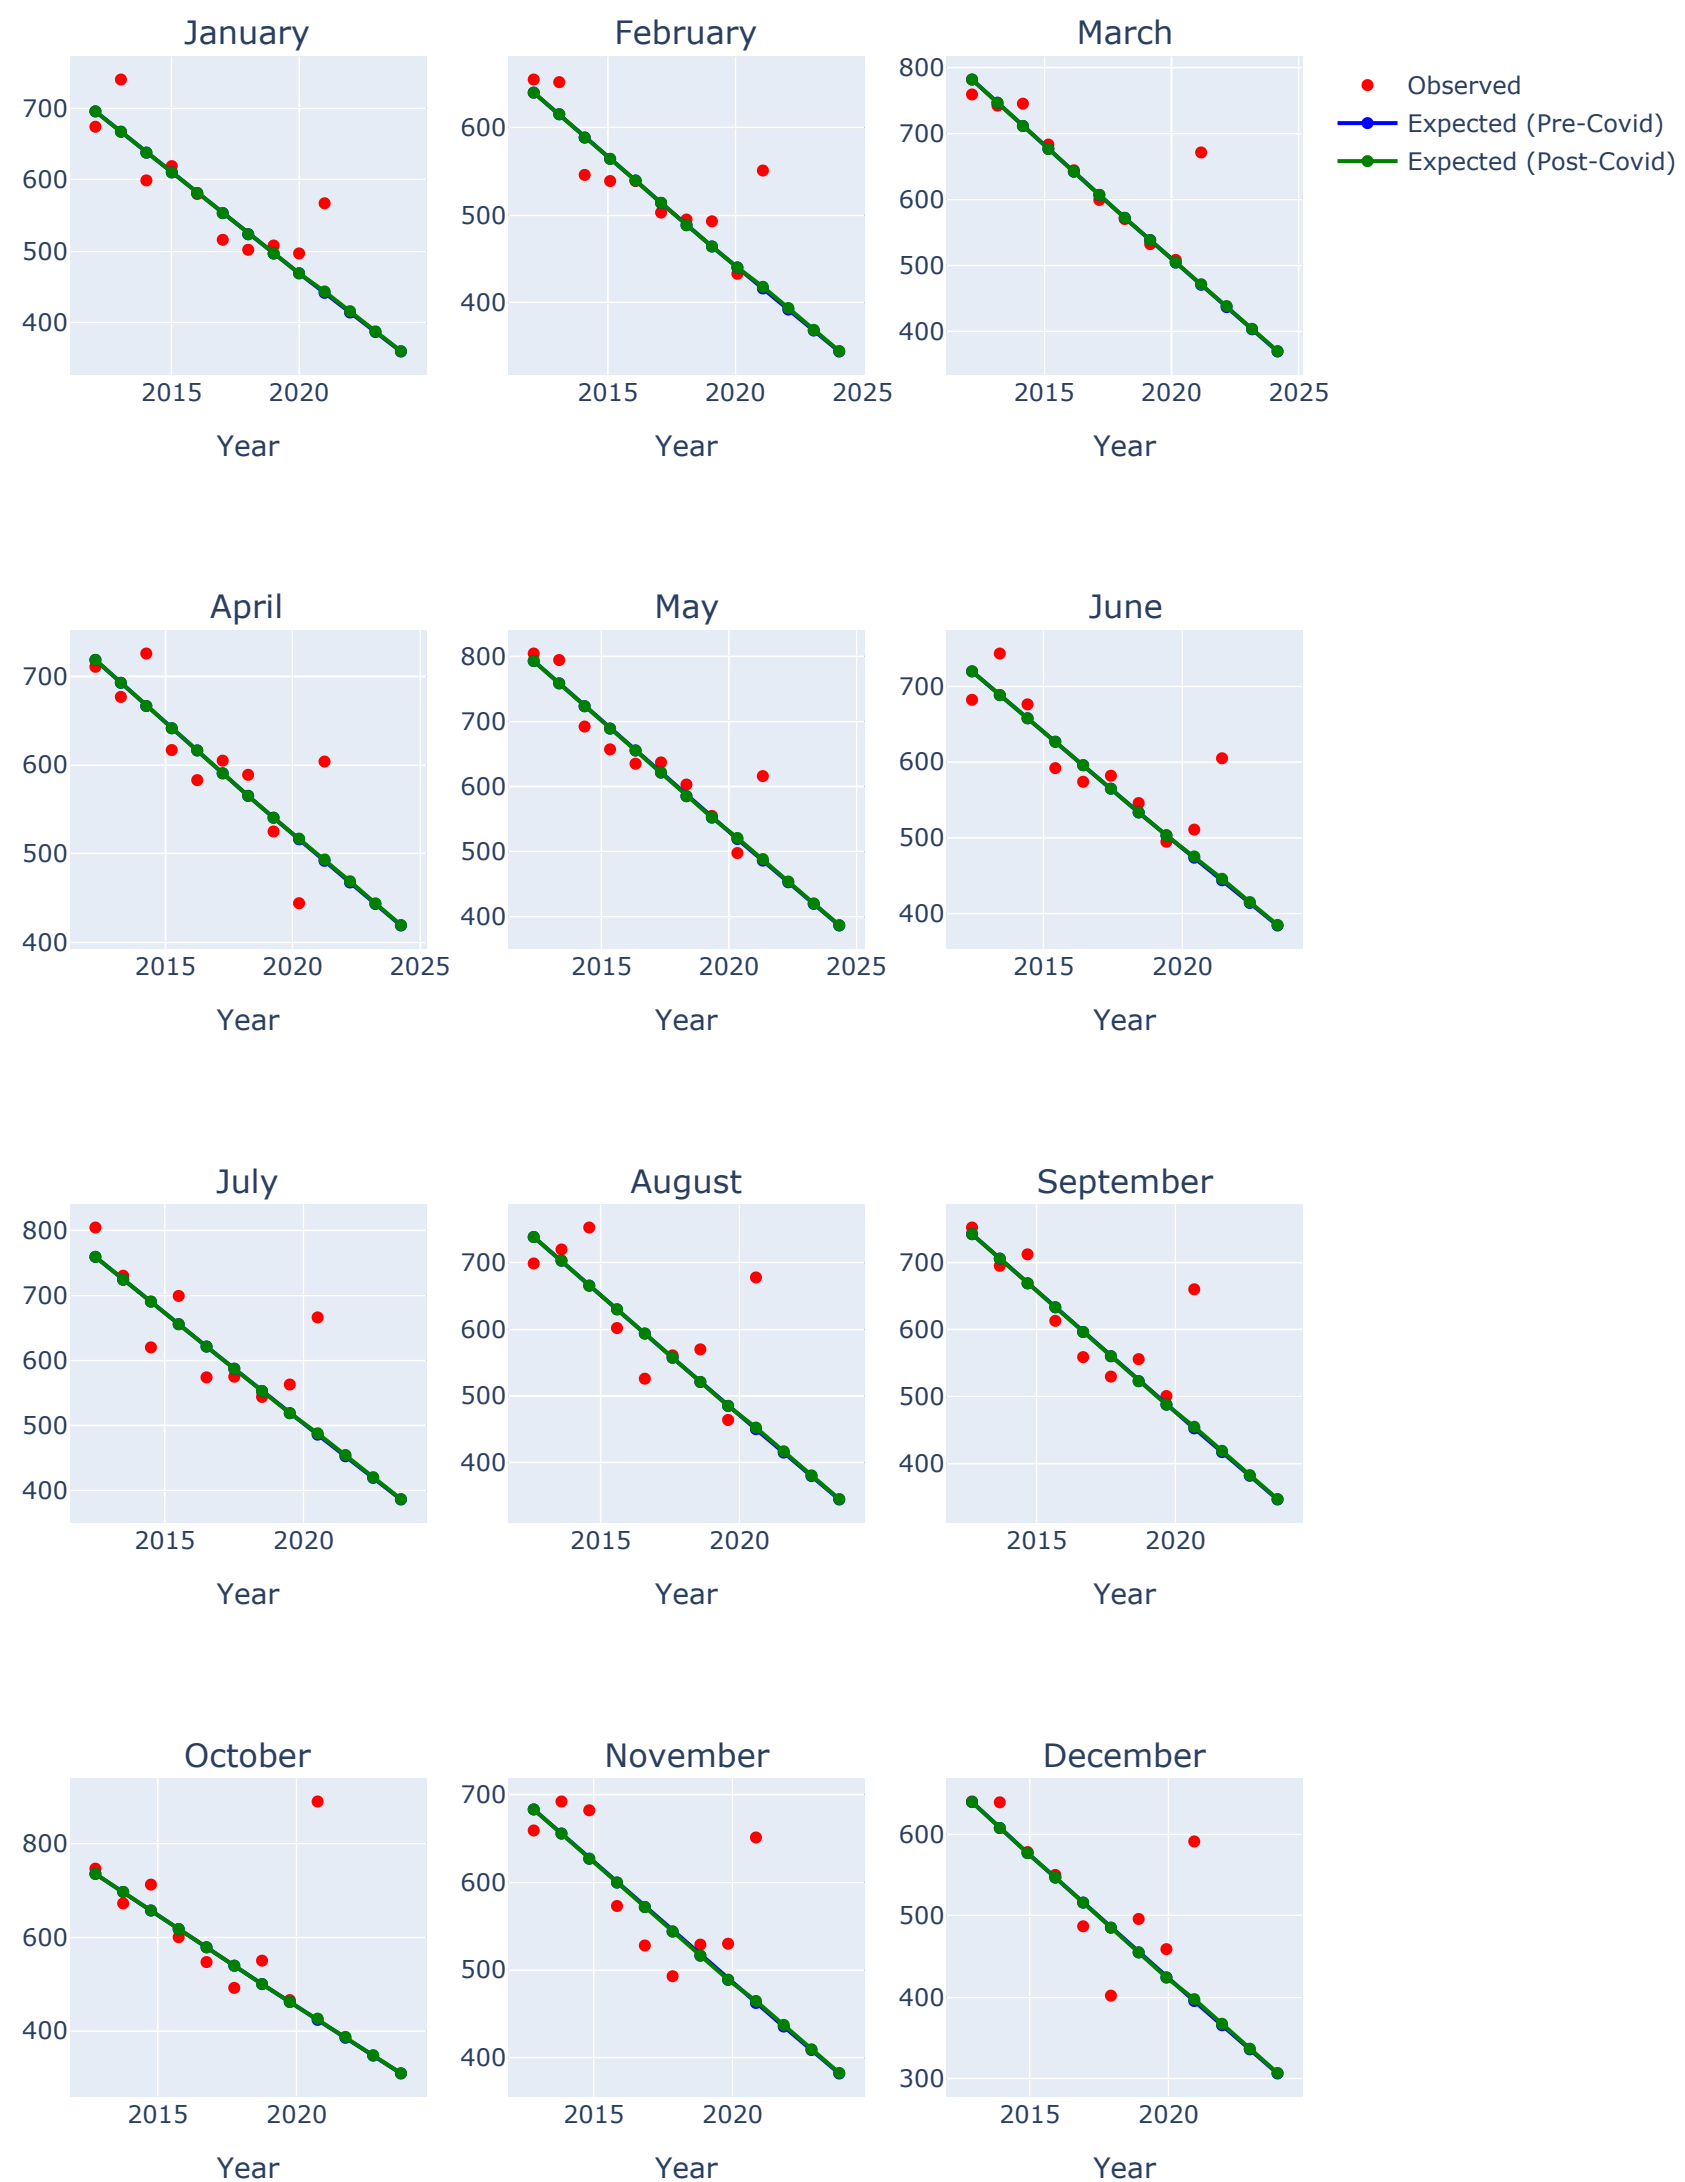 January
February
March
Observed
Expected (Pre-Covid)
Expected (Post-Covid)
700
600
500
400
2015
2020
Year
600
500
400
2015
2020
2025
Year
800
700
600
500
400
2015
2020
2025
Year
April
May
June
700
600
500
400
2015
2020
2025
Year
800
700
600
500
400
2015
2020
2025
Year
700
600
500
400
2015
2020
Year
July
August
September
800
700
600
500
400
2015
2020
Year
700
600
500
400
2015
2020
Year
700
600
500
400
2015
2020
Year
October
November
December
800
600
400
2015
2020
Year
700
600
500
400
2015
2020
Year
600
500
400
300
2015
2020
Year